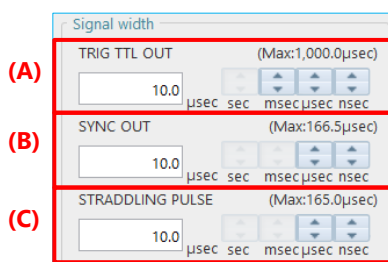 Signal width
(A)
TRIG TTL OUT (Max:1,000.0μsec)
10.0 μsec sec msec μsec nsec
(B)
SYNC OUT (Max:166.5μsec)
10.0 μsec sec msec μsec nsec
(C)
STRADDLING PULSE (Max:165.0μsec)
10.0 μsec sec msec μsec nsec